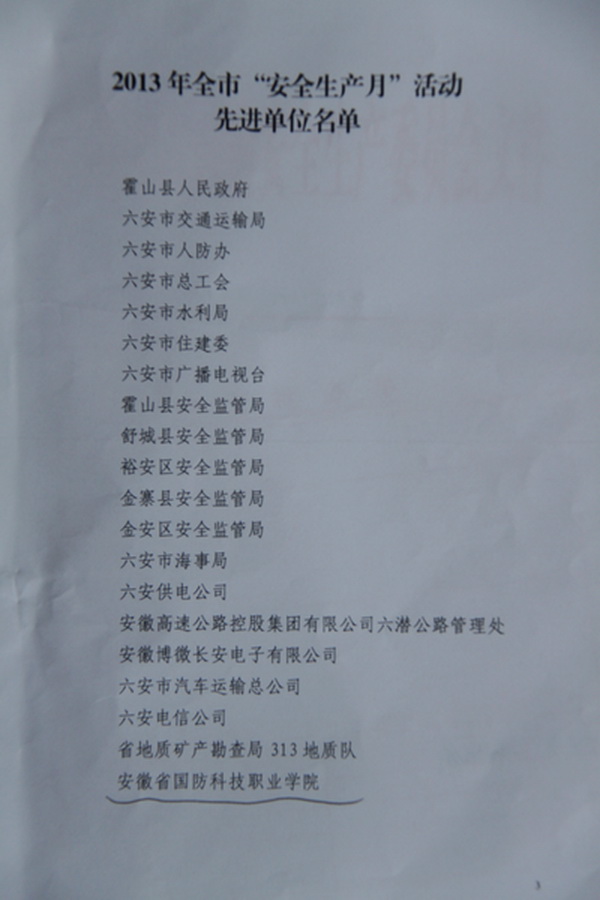 2013年全市“安全生产月”活动
先进单位名单
霍山县人民政府
六安市交通运输局
六安市人防办
六安市总工会
六安市水利局
六安市住建委
六安市广播电视台
霍山县安全监管局
舒城县安全监管局
裕安区安全监管局
金寨县安全监管局
金安区安全监管局
六安市海事局
六安供电公司
安徽高速公路控股集团有限公司六潜公路管理处
安徽博微长安电子有限公司
六安市汽车运输总公司
六安电信公司
省地质矿产勘查局313地质队
安徽省国防科技职业学院
3